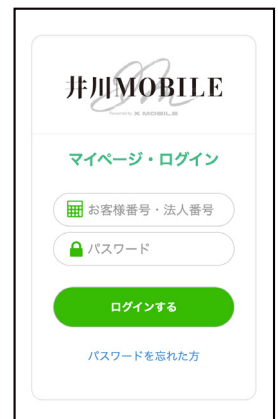 井川MOBILE
Powered by X MOBILE
マイページ・ログイン
お客様番号・法人番号
パスワード
ログインする
パスワードを忘れた方